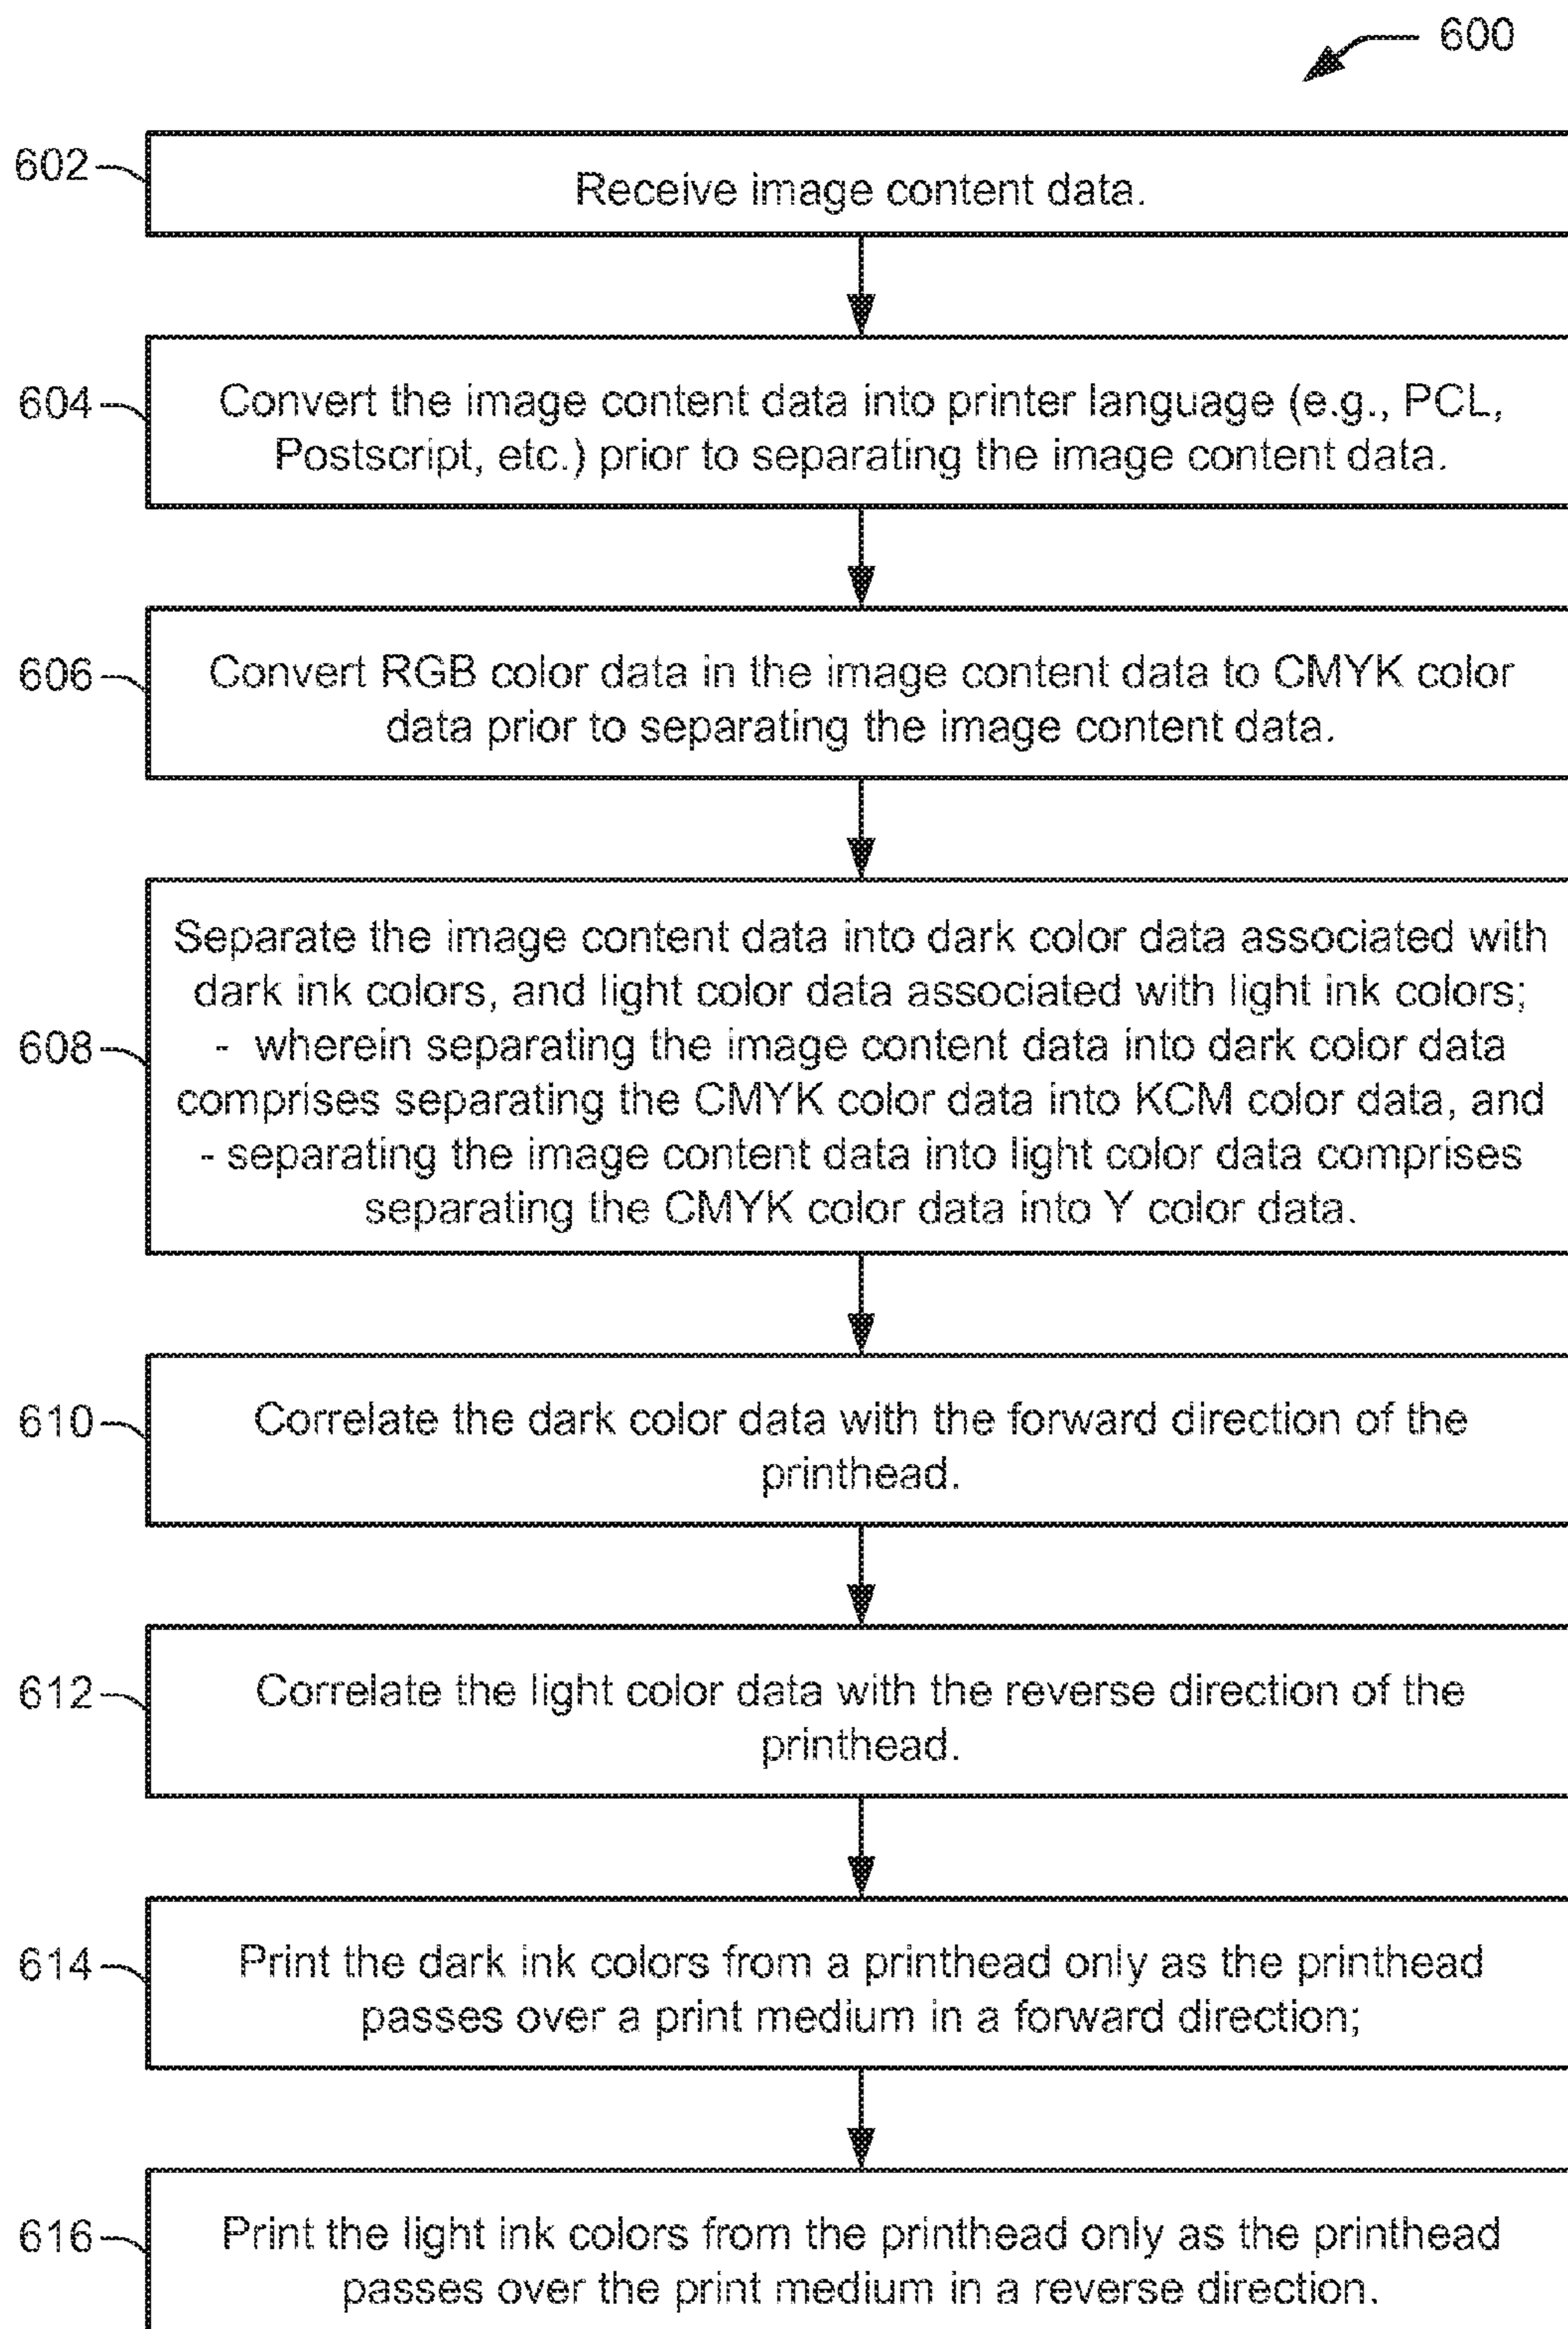 600
602
Receive image content data.
604
Convert the image content data into printer language (e.g., PCL,
Postscript, etc.) prior to separating the image content data.
606
Convert RGB color data in the image content data to CMYK color
data prior to separating the image content data.
608
Separate the image content data into dark color data associated with
dark ink colors, and light color data associated with light ink colors;
- wherein separating the image content data into dark color data
comprises separating the CMYK color data into KCM color data, and
- separating the image content data into light color data comprises
separating the CMYK color data into Y color data.
610
Correlate the dark color data with the forward direction of the
printhead.
612
Correlate the light color data with the reverse direction of the
printhead.
614
Print the dark ink colors from a printhead only as the printhead
passes over a print medium in a forward direction;
616
Print the light ink colors from the printhead only as the printhead
passes over the print medium in a reverse direction.